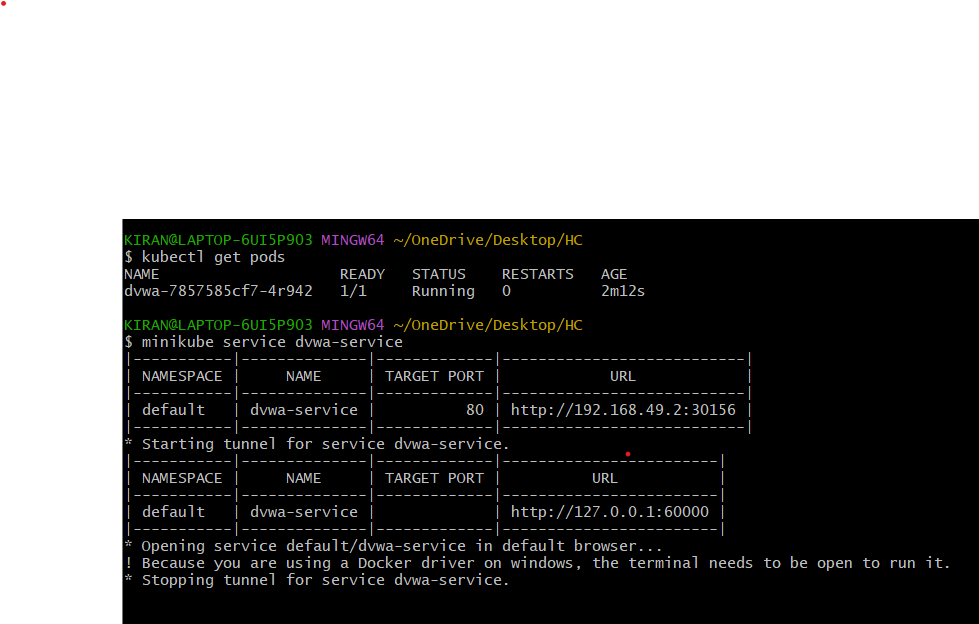 KIRAN@LAPTOP-6UI5P903 MINGW64 ~/OneDrive/Desktop/HC
$ kubectl get pods
NAME                    READY   STATUS    RESTARTS   AGE
dvwa-7857585cf7-4r942   1/1     Running   0          2m12s
KIRAN@LAPTOP-6UI5P903 MINGW64 ~/OneDrive/Desktop/HC
$ minikube service dvwa-service
|-----------|--------------|-------------|---------------------------|
| NAMESPACE |     NAME     | TARGET PORT |            URL            |
|-----------|--------------|-------------|---------------------------|
| default   | dvwa-service |          80 | http://192.168.49.2:30156 |
|-----------|--------------|-------------|---------------------------|
* Starting tunnel for service dvwa-service.
|-----------|--------------|-------------|------------------------|
| NAMESPACE |     NAME     | TARGET PORT |          URL           |
|-----------|--------------|-------------|------------------------|
| default   | dvwa-service |             | http://127.0.0.1:60000 |
|-----------|--------------|-------------|------------------------|
* Opening service default/dvwa-service in default browser...
! Because you are using a Docker driver on windows, the terminal needs to be open to run it.
* Stopping tunnel for service dvwa-service.